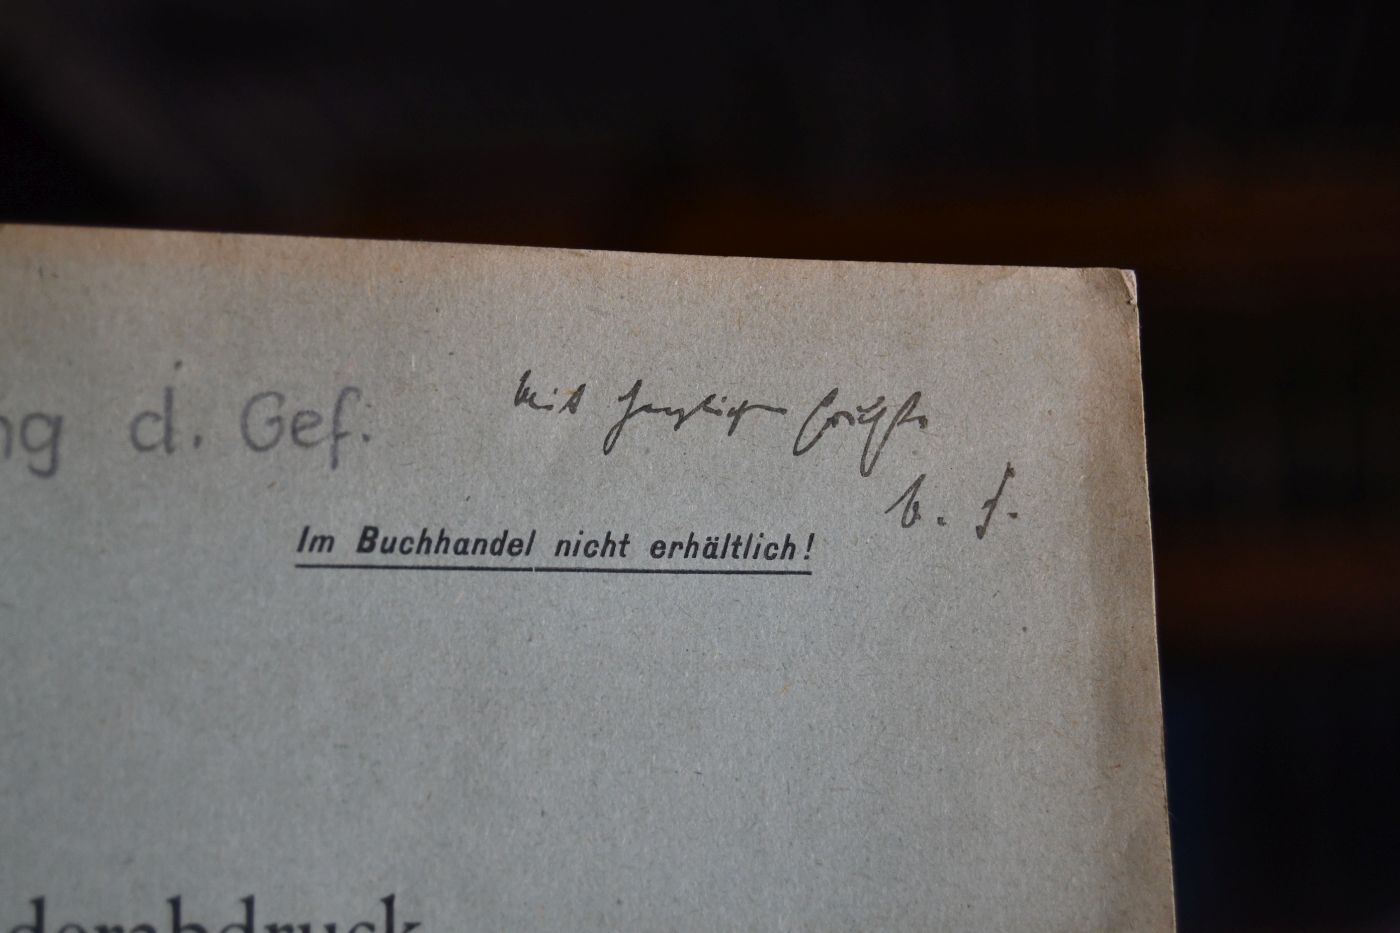 ng d. Gef.
Mit herzlichen Grüßen
Im Buchhandel nicht erhältlich!
derabdruck